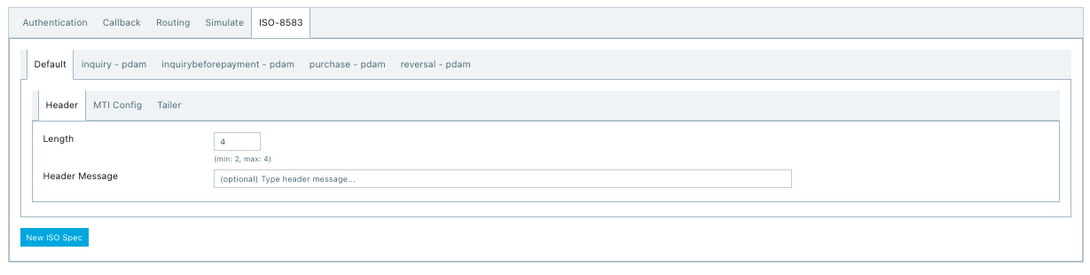 Authentication Callback Routing Simulate ISO-8583
Default inquiry - pdam inquirybeforepayment - pdam purchase - pdam reversal - pdam
Header MTI Config Tailer
Length 4
(min: 2, max: 4)
Header Message (optional) Type header message...
New ISO Spec